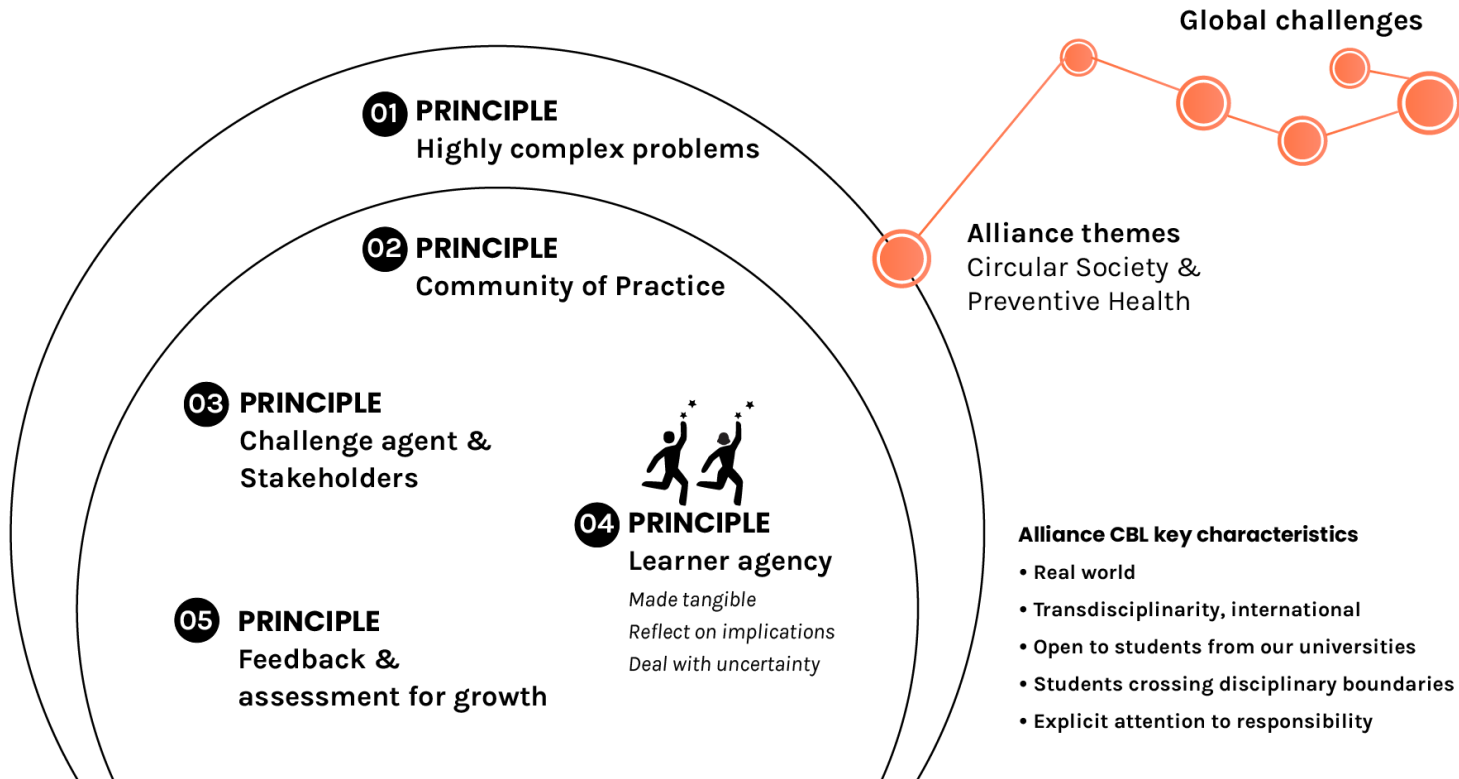 Global challenges
01 PRINCIPLE
Highly complex problems
02 PRINCIPLE
Community of Practice
Alliance themes
Circular Society &
Preventive Health
03 PRINCIPLE
Challenge agent &
Stakeholders
04 PRINCIPLE
Learner agency
Made tangible
Reflect on implications
Deal with uncertainty
05 PRINCIPLE
Feedback &
assessment for growth
Alliance CBL key characteristics
• Real world
• Transdisciplinarity, international
• Open to students from our universities
• Students crossing disciplinary boundaries
• Explicit attention to responsibility